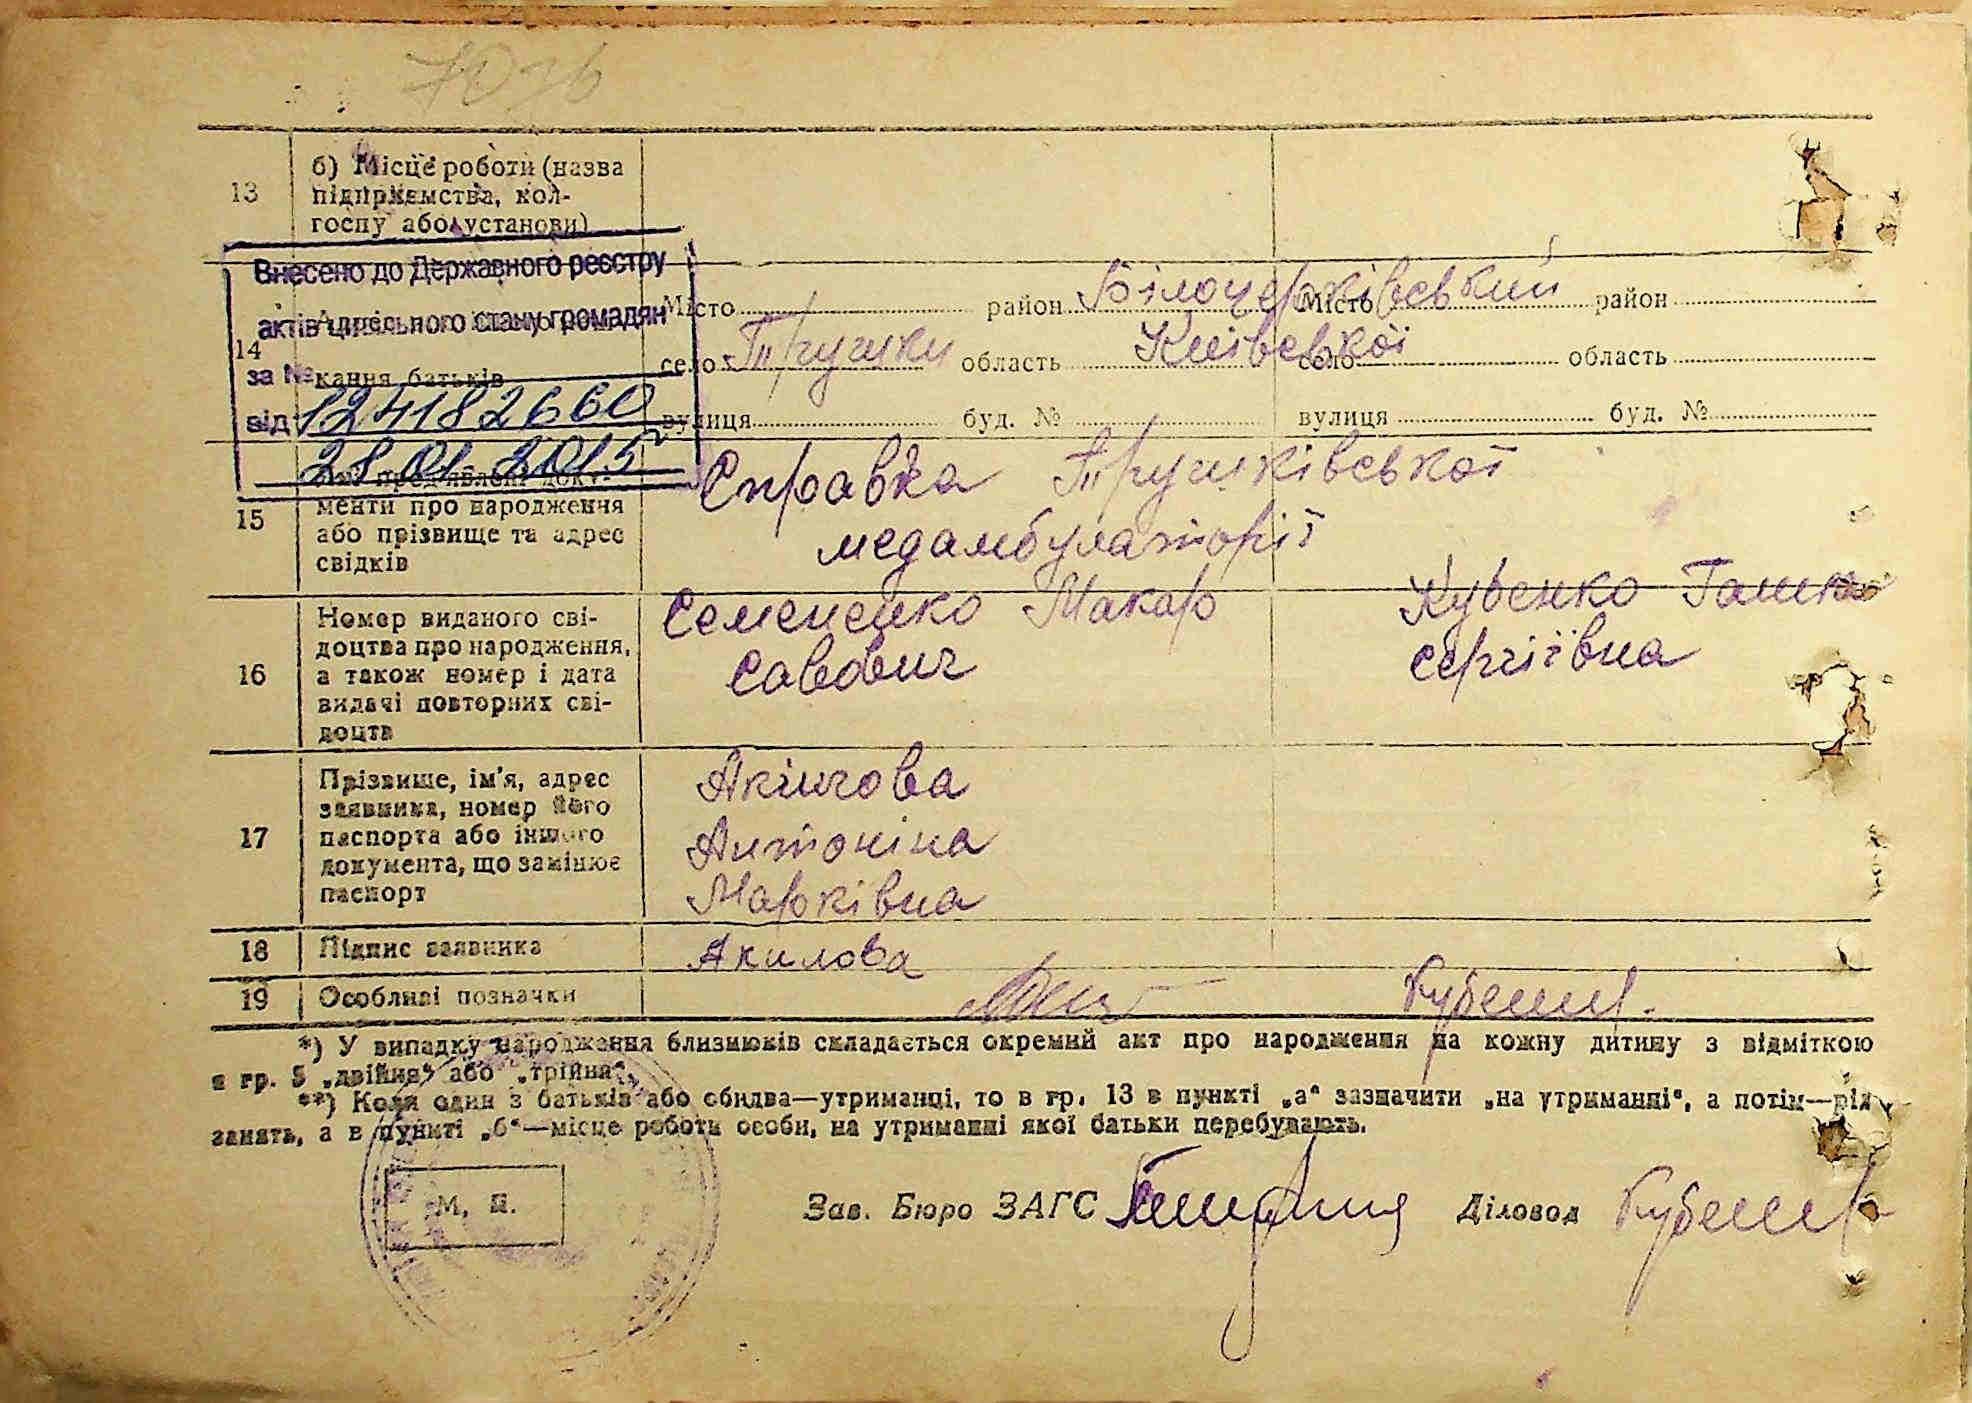 13
б) Місце роботи (назва
підприємства, кол-
госпу або установи)
Внесено до Державного реєстру
актів цивільного стану громадян
за №
від 124182660
28.01.2015
14
кання батьків
Місто район Білоцерківський
село Трушки область Київської
вулиця буд. №
Місто район
село область
вулиця буд. №
15
менти про народження
або прізвище та адрес
свідків
Справка Трушківської
медамбулаторії
16
Номер виданого сві-
доцтва про народження,
а також номер і дата
видачі повторних сві-
доцтв
Семененко Макар
Савович
Кубенко Ганна
Сергіївна
17
Прізвище, ім'я, адрес
заявника, номер його
паспорта або іншого
документа, що замінює
паспорт
Акілова
Антоніна
Марківна
18
Підпис заявника
Акилова
19
Особливі позначки
*) У випадку народження близнюків складається окремий акт про народження на кожну дитину з відміткою
в гр. 5 „двійня“ або „трійня“.
**) Коли один з батьків або обидва—утриманці, то в гр. 13 в пункті „а“ зазначити „на утриманні“, а потім—рід
занять, а в пункті „б“—місце роботи особи, на утриманні якої батьки перебувають.
М. П.
Зав. Бюро ЗАГС
Діловод